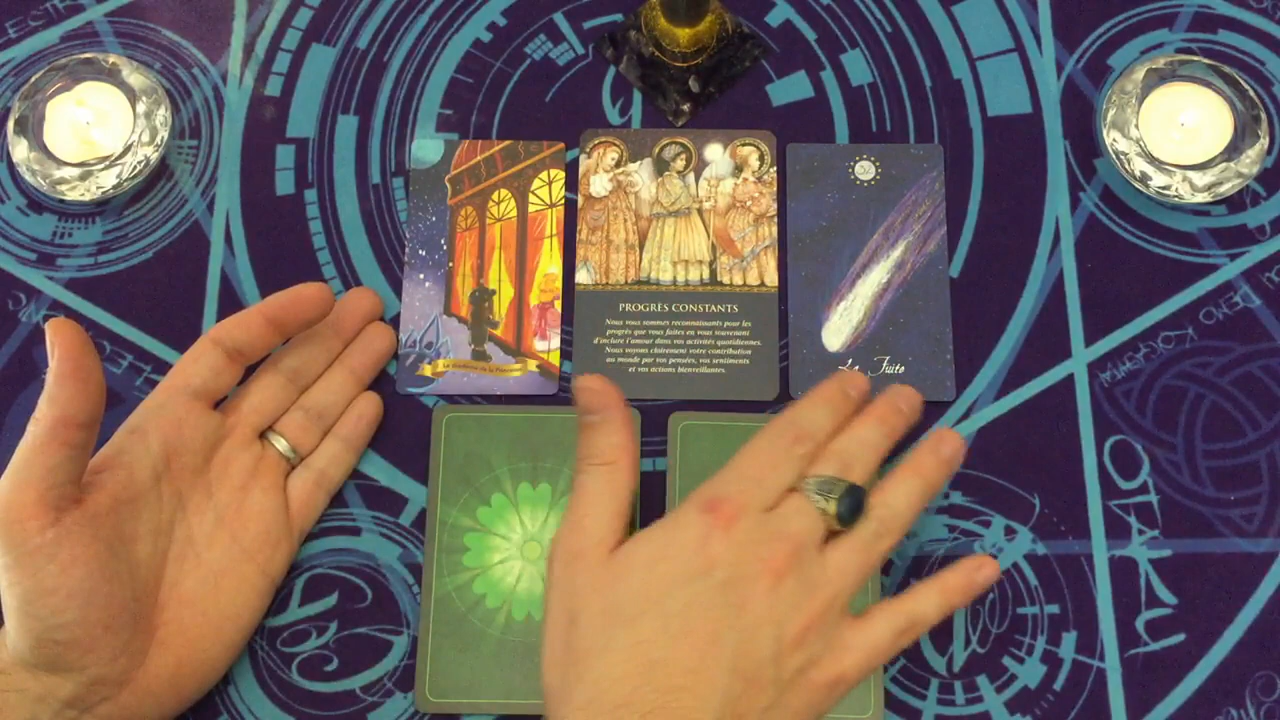 PROGRÈS CONSTANTS
Nous vous sommes reconnaissants pour les
progrès que vous faites en vous souvenant
d'inclure l'amour dans vos activités quotidiennes.
Nous voyons clairement votre contribution
au monde par vos pensées, vos sentiments
et vos actions bienveillantes.
La Fuite
OTAKU